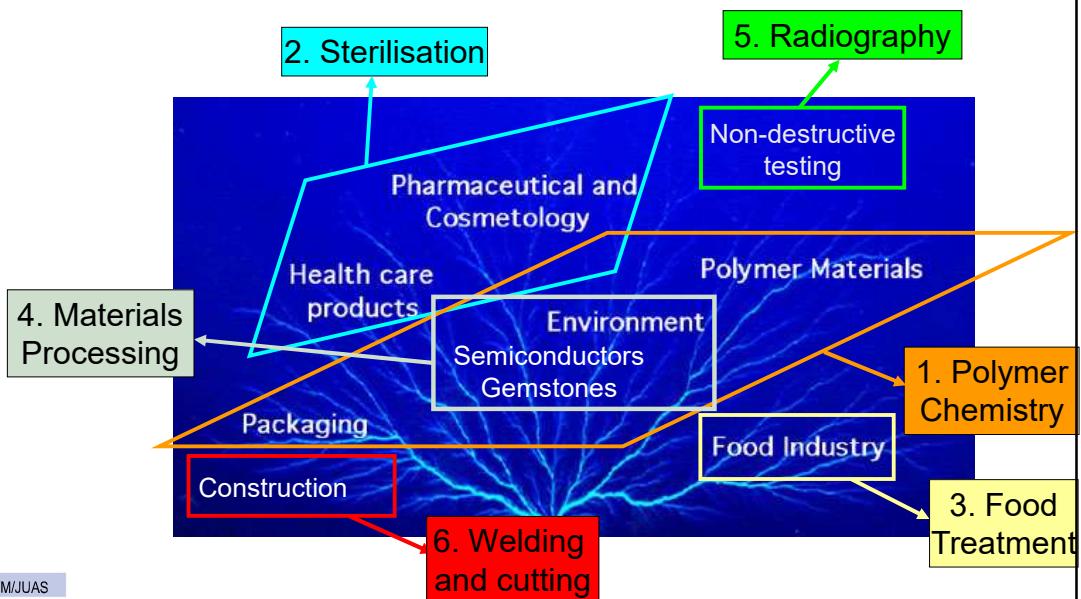 2. Sterilisation
5. Radiography
Non-destructive
testing
Pharmaceutical and
Cosmetology
Health care
products
Polymer Materials
4. Materials
Processing
Environment
Semiconductors
Gemstones
1. Polymer
Chemistry
Packaging
Food Industry
Construction
3. Food
Treatment
6. Welding
and cutting
M/JUAS